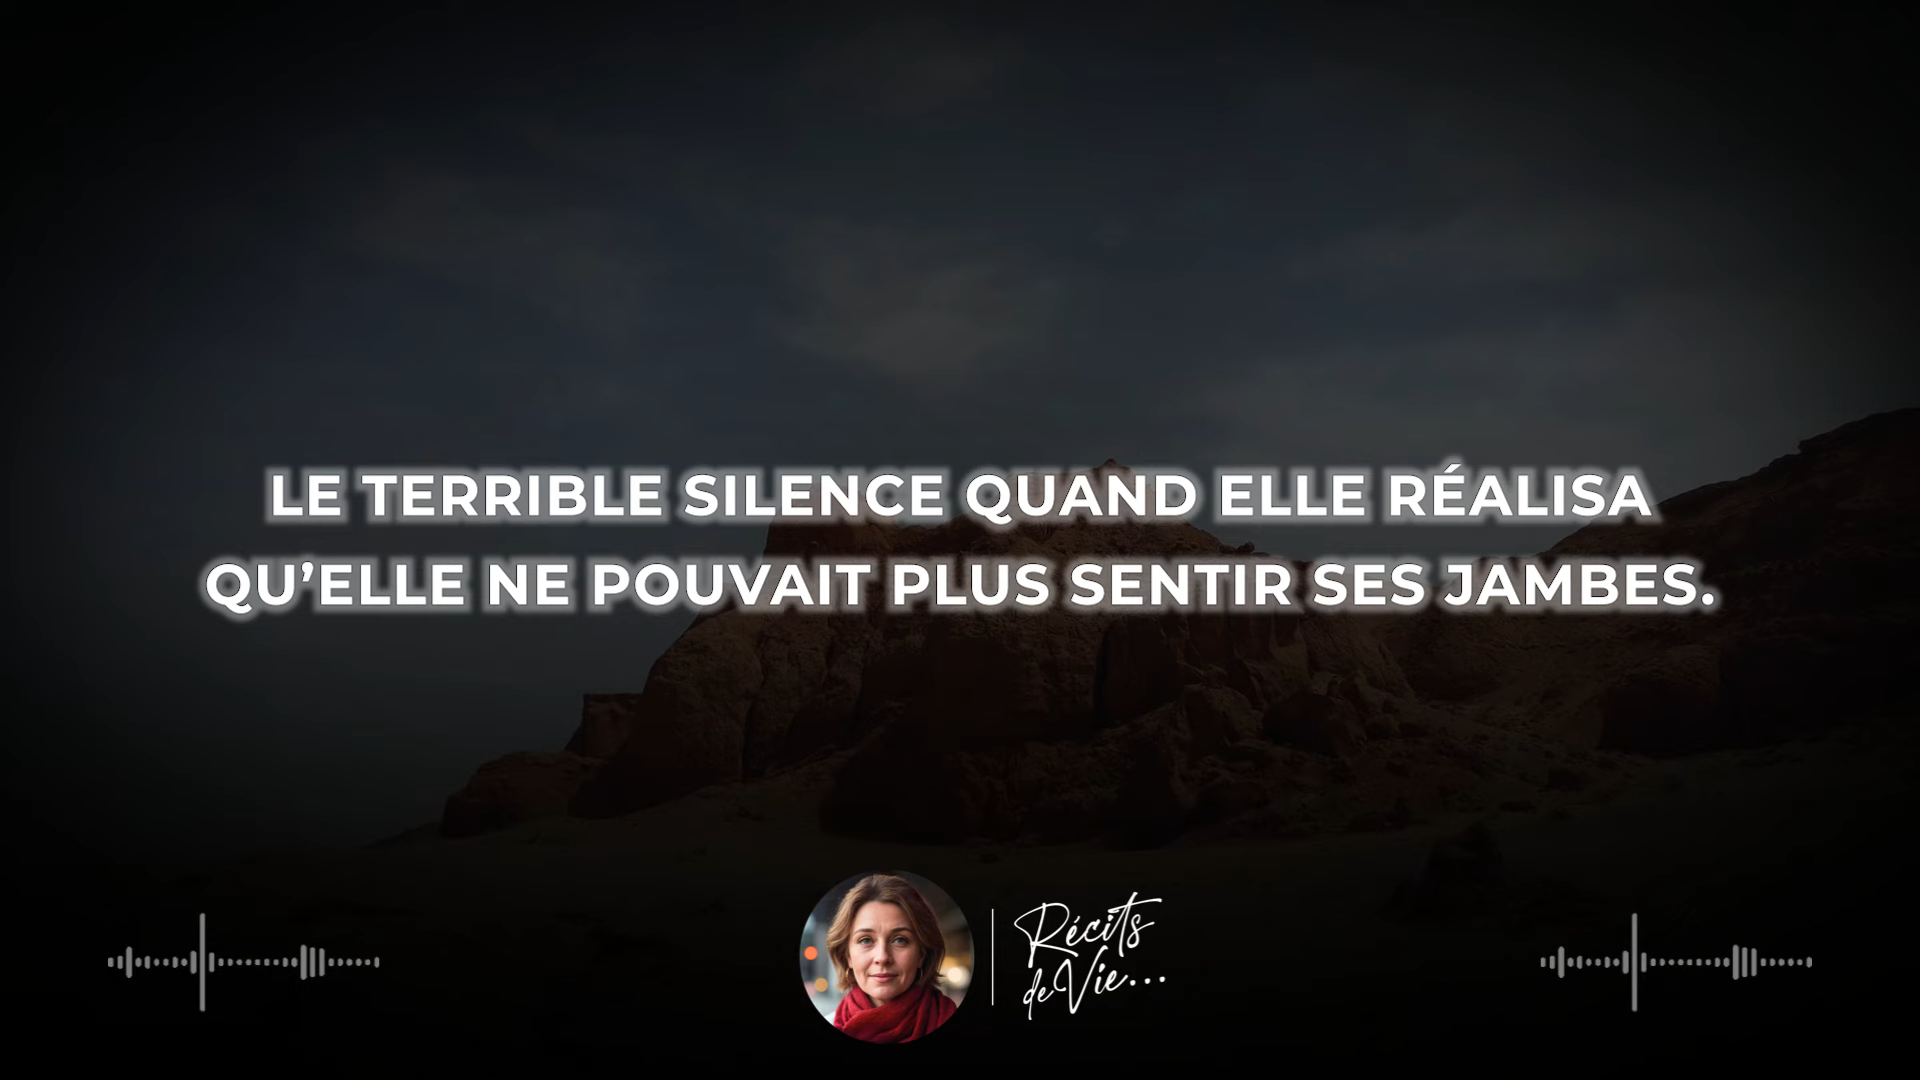 LE TERRIBLE SILENCE QUAND ELLE RÉALISA
QU’ELLE NE POUVAIT PLUS SENTIR SES JAMBES.
Récits
de Vie...